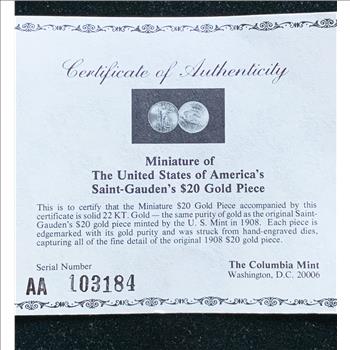 Certificate of Authenticity
Miniature of
The United States of America's
Saint-Gauden's $20 Gold Piece
This is to certify that the Miniature $20 Gold Piece accompanied by this
certificate is solid 22 KT. Gold — the same purity of gold as the original Saint-
Gauden's $20 gold piece minted by the U. S. Mint in 1908. Each piece is
edgemarked with its gold purity and was struck from hand-engraved dies,
capturing all of the fine detail of the original 1908 $20 gold piece.
Serial Number
AA 103184
The Columbia Mint
Washington, D.C. 20006